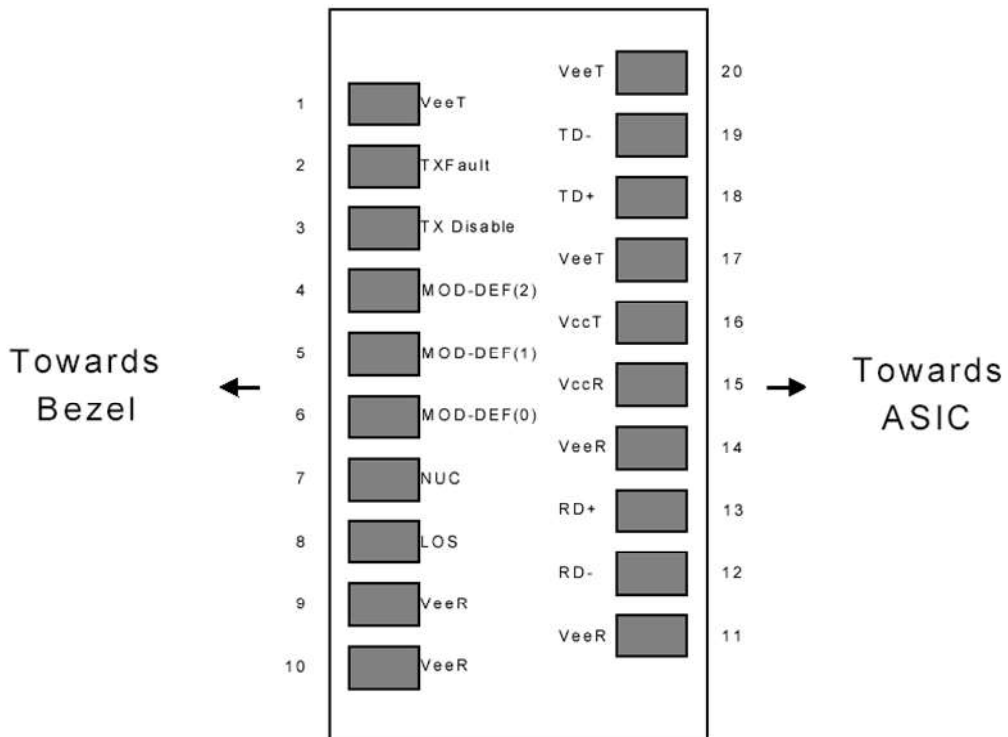 VeeT 20
1 VeeT
TD- 19
2 TXFault
TD+ 18
3 TX Disable
VeeT 17
4 MOD-DEF(2)
VccT 16
5 MOD-DEF(1)
Towards
Bezel
VccR 15
Towards
ASIC
6 MOD-DEF(0)
VeeR 14
7 NUC
RD+ 13
8 LOS
RD- 12
9 VeeR
VeeR 11
10 VeeR